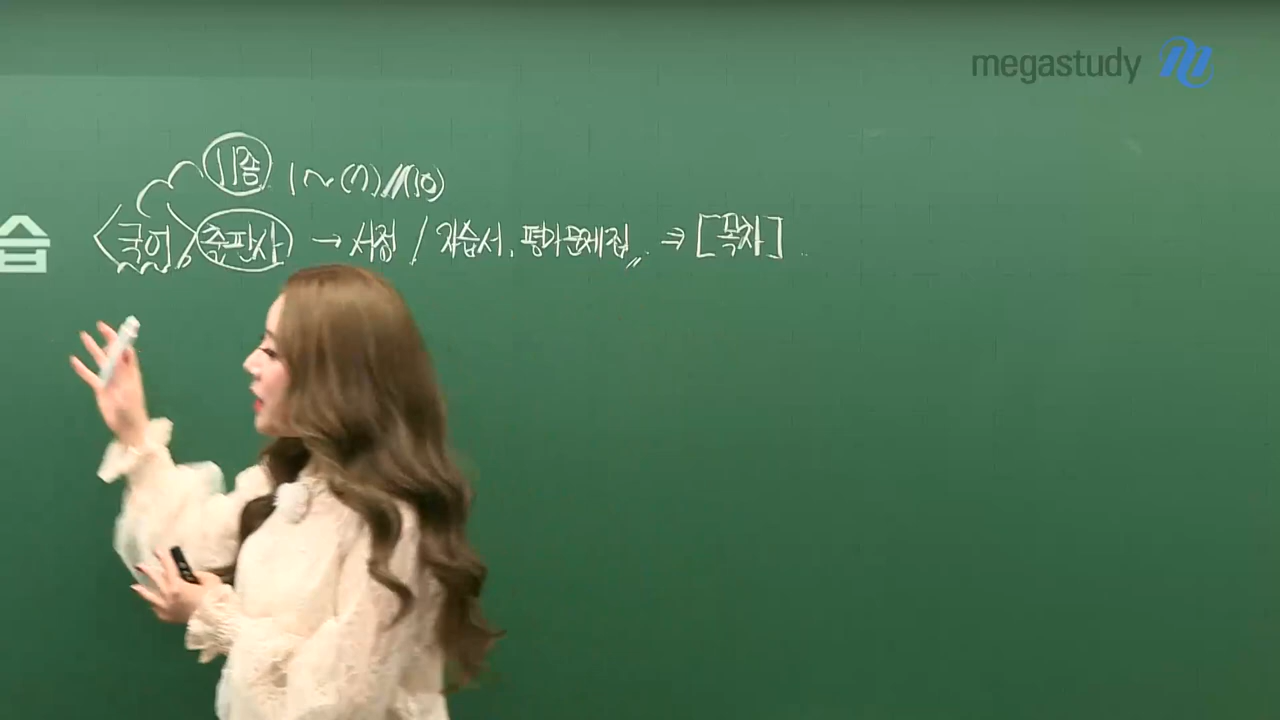 megastudy
11종 1~(7)//(10)
습 <국어> 출판사 → 서점 / 자습서, 평가문제집 ⇒ [목차]